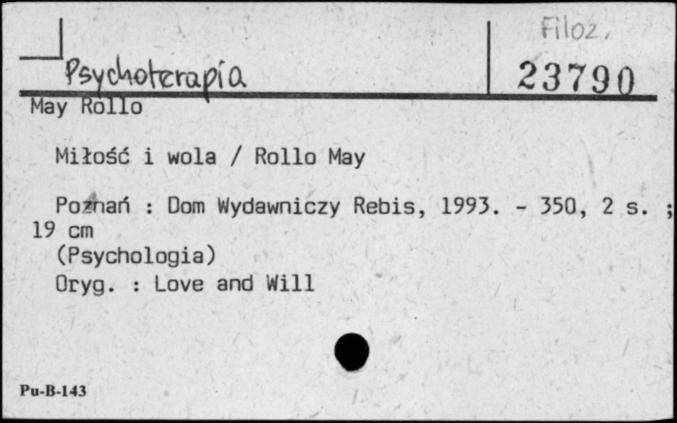 Filoz.
Psychoterapia
23790
May Rollo
Miłość i wola / Rollo May
Poznań : Dom Wydawniczy Rebis, 1993. - 350, 2 s. ;
19 cm
(Psychologia)
Oryg. : Love and Will
Pu-B-143